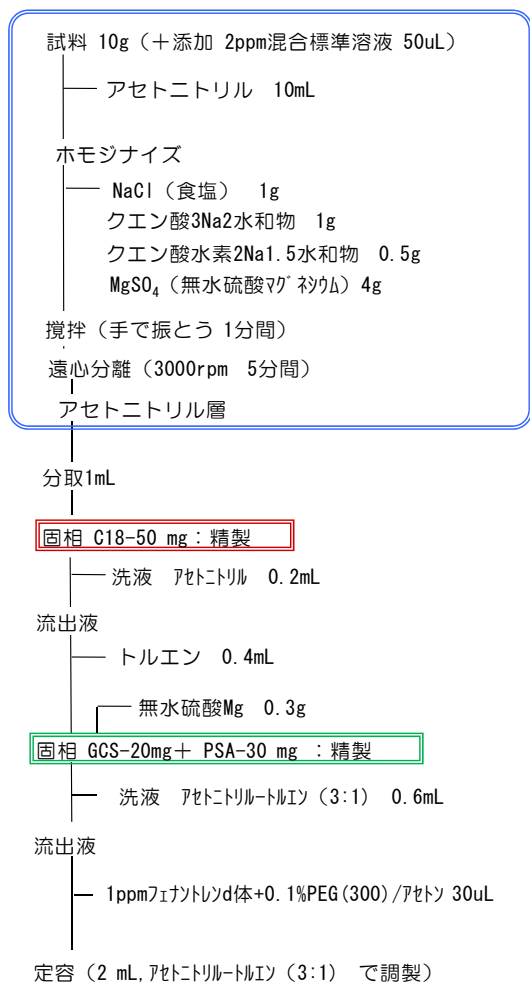 試料 10g（＋添加 2ppm混合標準溶液 50uL）
アセトニトリル 10mL
ホモジナイズ
NaCl（食塩） 1g
クエン酸3Na2水和物 1g
クエン酸水素2Na1.5水和物 0.5g
MgSO₄（無水硫酸ﾏｸﾞﾈｼｳﾑ）4g
撹拌（手で振とう 1分間）
遠心分離（3000rpm 5分間）
アセトニトリル層
分取1mL
固相 C18-50 mg：精製
洗液 ｱｾﾄﾆﾄﾘﾙ 0.2mL
流出液
トルエン 0.4mL
無水硫酸Mg 0.3g
固相 GCS-20mg＋ PSA-30 mg ：精製
洗液 ｱｾﾄﾆﾄﾘﾙｰﾄﾙｴﾝ（3:1） 0.6mL
流出液
1ppmﾌｪﾅﾝﾄﾚﾝd体+0.1%PEG(300)/ｱｾﾄﾝ 30uL
定容（2 mL,ｱｾﾄﾆﾄﾘﾙｰﾄﾙｴﾝ（3:1） で調製）